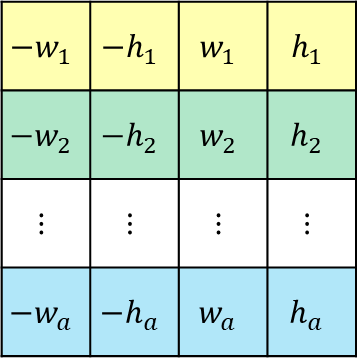 −w₁ −h₁ w₁ h₁
−w₂ −h₂ w₂ h₂
⋮ ⋮ ⋮ ⋮
−wₐ −hₐ wₐ hₐ